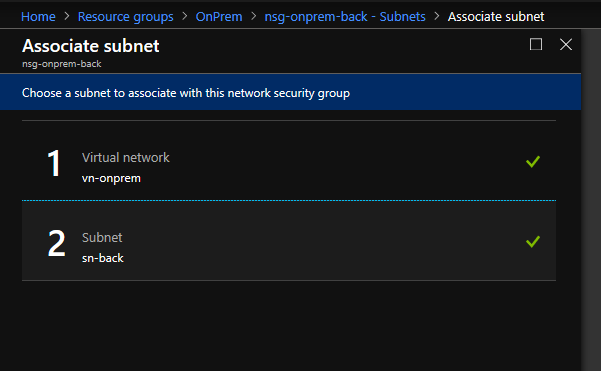 Home > Resource groups > OnPrem > nsg-onprem-back - Subnets > Associate subnet
Associate subnet
nsg-onprem-back
Choose a subnet to associate with this network security group
1
Virtual network
vn-onprem
2
Subnet
sn-back